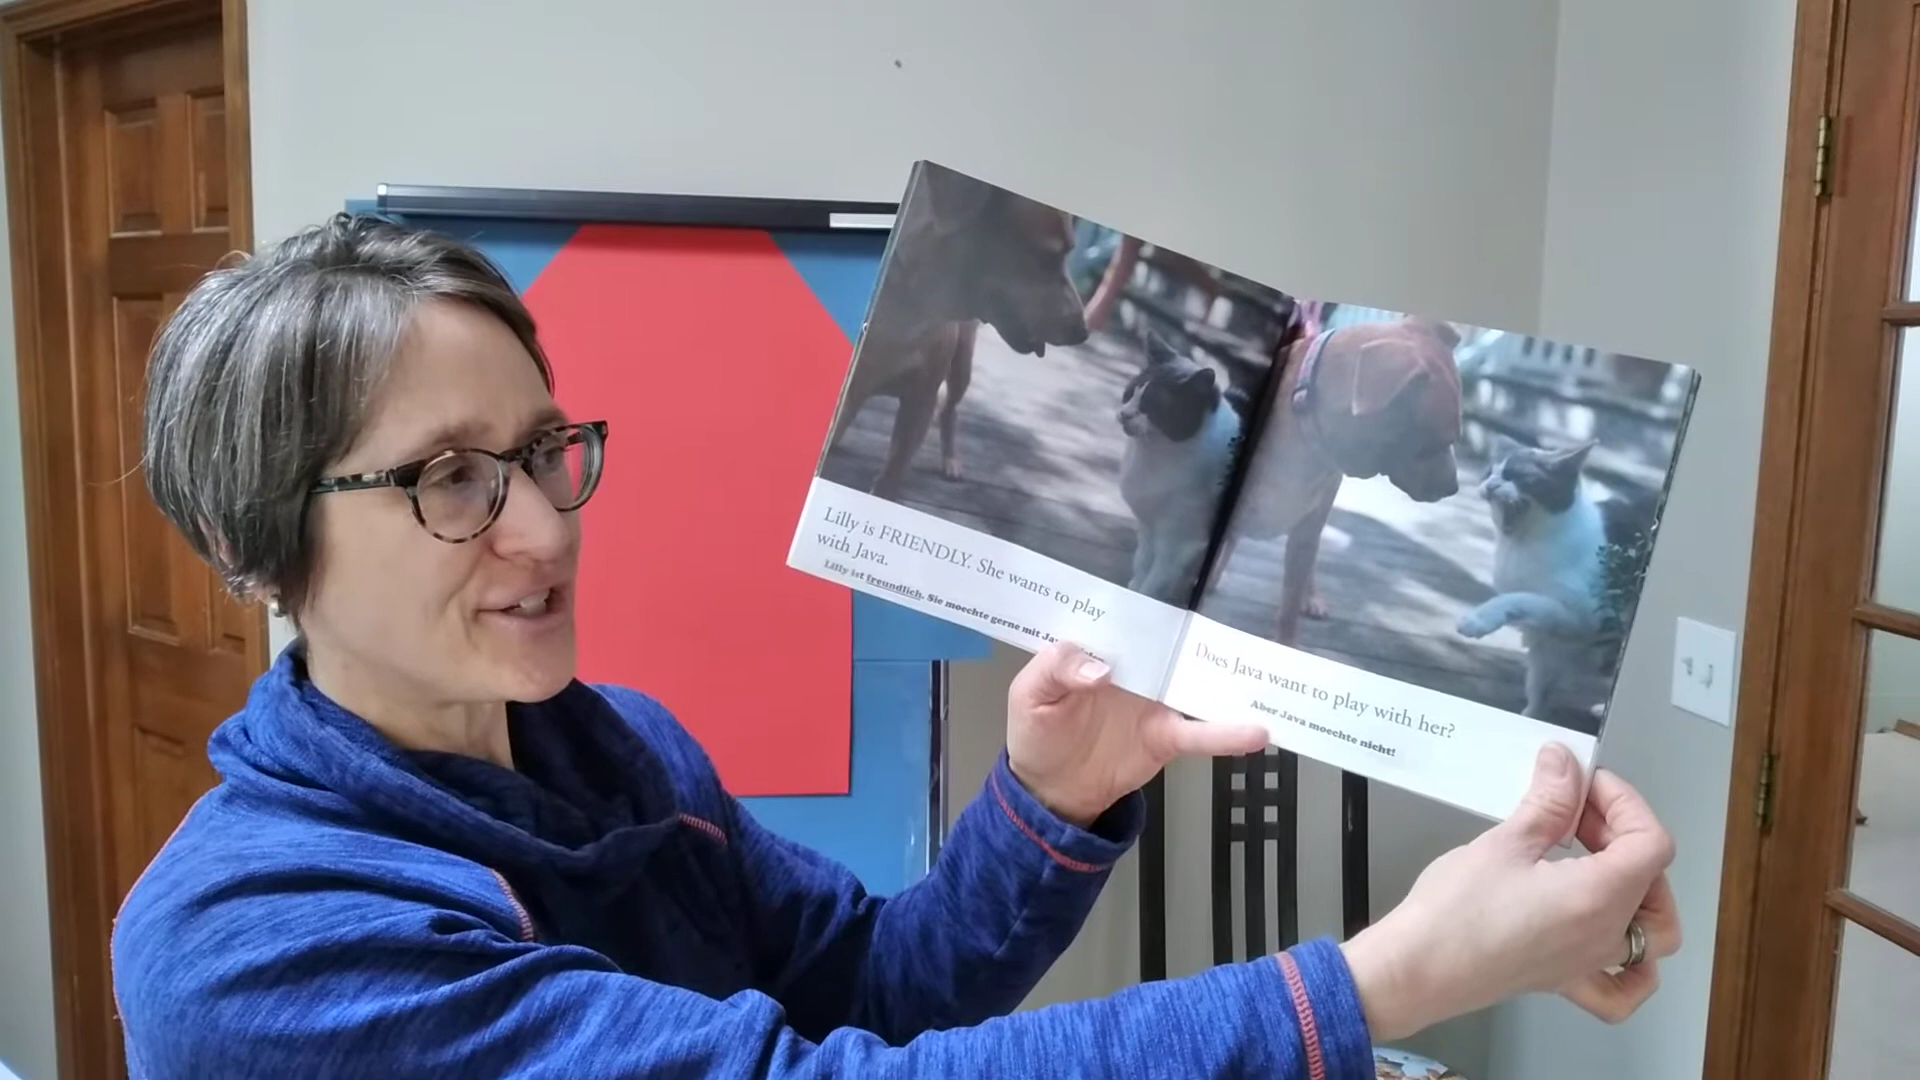 Lilly is FRIENDLY. She wants to play
with Java.
Lilly ist freundlich. Sie moechte gerne mit
Does Java want to play with her?
Aber Java moechte nicht!